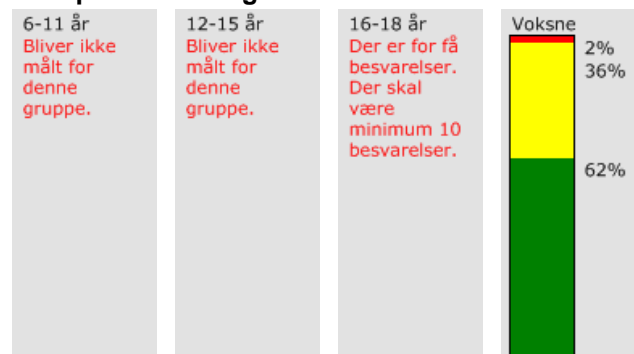 6-11 år
Bliver ikke
målt for
denne
gruppe.
12-15 år
Bliver ikke
målt for
denne
gruppe.
16-18 år
Der er for få
besvarelser.
Der skal
være
minimum 10
besvarelser.
Voksne
2%
36%
62%